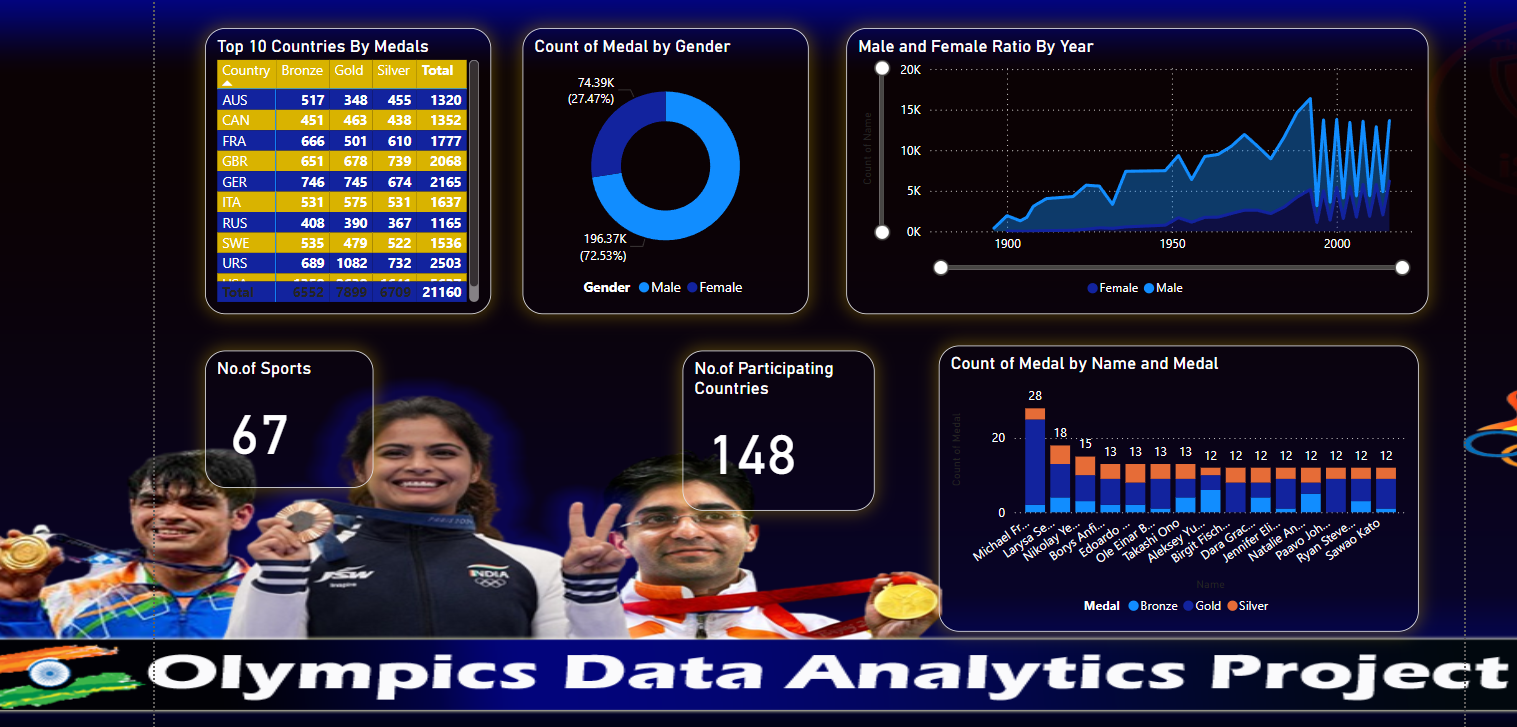 Top 10 Countries By Medals
Country Bronze Gold Silver Total
AUS 517 348 455 1320
CAN 451 463 438 1352
FRA 666 501 610 1777
GBR 651 678 739 2068
GER 746 745 674 2165
ITA 531 575 531 1637
RUS 408 390 367 1165
SWE 535 479 522 1536
URS 689 1082 732 2503
Total 6552 7899 6709 21160
Count of Medal by Gender
74.39K
(27.47%)
196.37K
(72.53%)
Gender Male Female
Male and Female Ratio By Year
Count of Name
20K
15K
10K
5K
0K
1900 1950 2000
Female Male
No.of Sports
67
No.of Participating
Countries
148
Count of Medal by Name and Medal
Count of Medal
20
0
28 18 15 13 13 13 13 12 12 12 12 12 12 12 12
Michael Fr...
Larysa Se...
Nikolay Ye...
Borys Anfi...
Edoardo ...
Ole Einar B...
Takashi Ono
Aleksey Yu...
Birgit Fisch...
Dara Grac...
Jennifer Eli...
Natalie An...
Paavo Joh...
Ryan Steve...
Sawao Kato
Name
Medal Bronze Gold Silver
JSW
Inspire
INDIA
Olympics Data Analytics Project